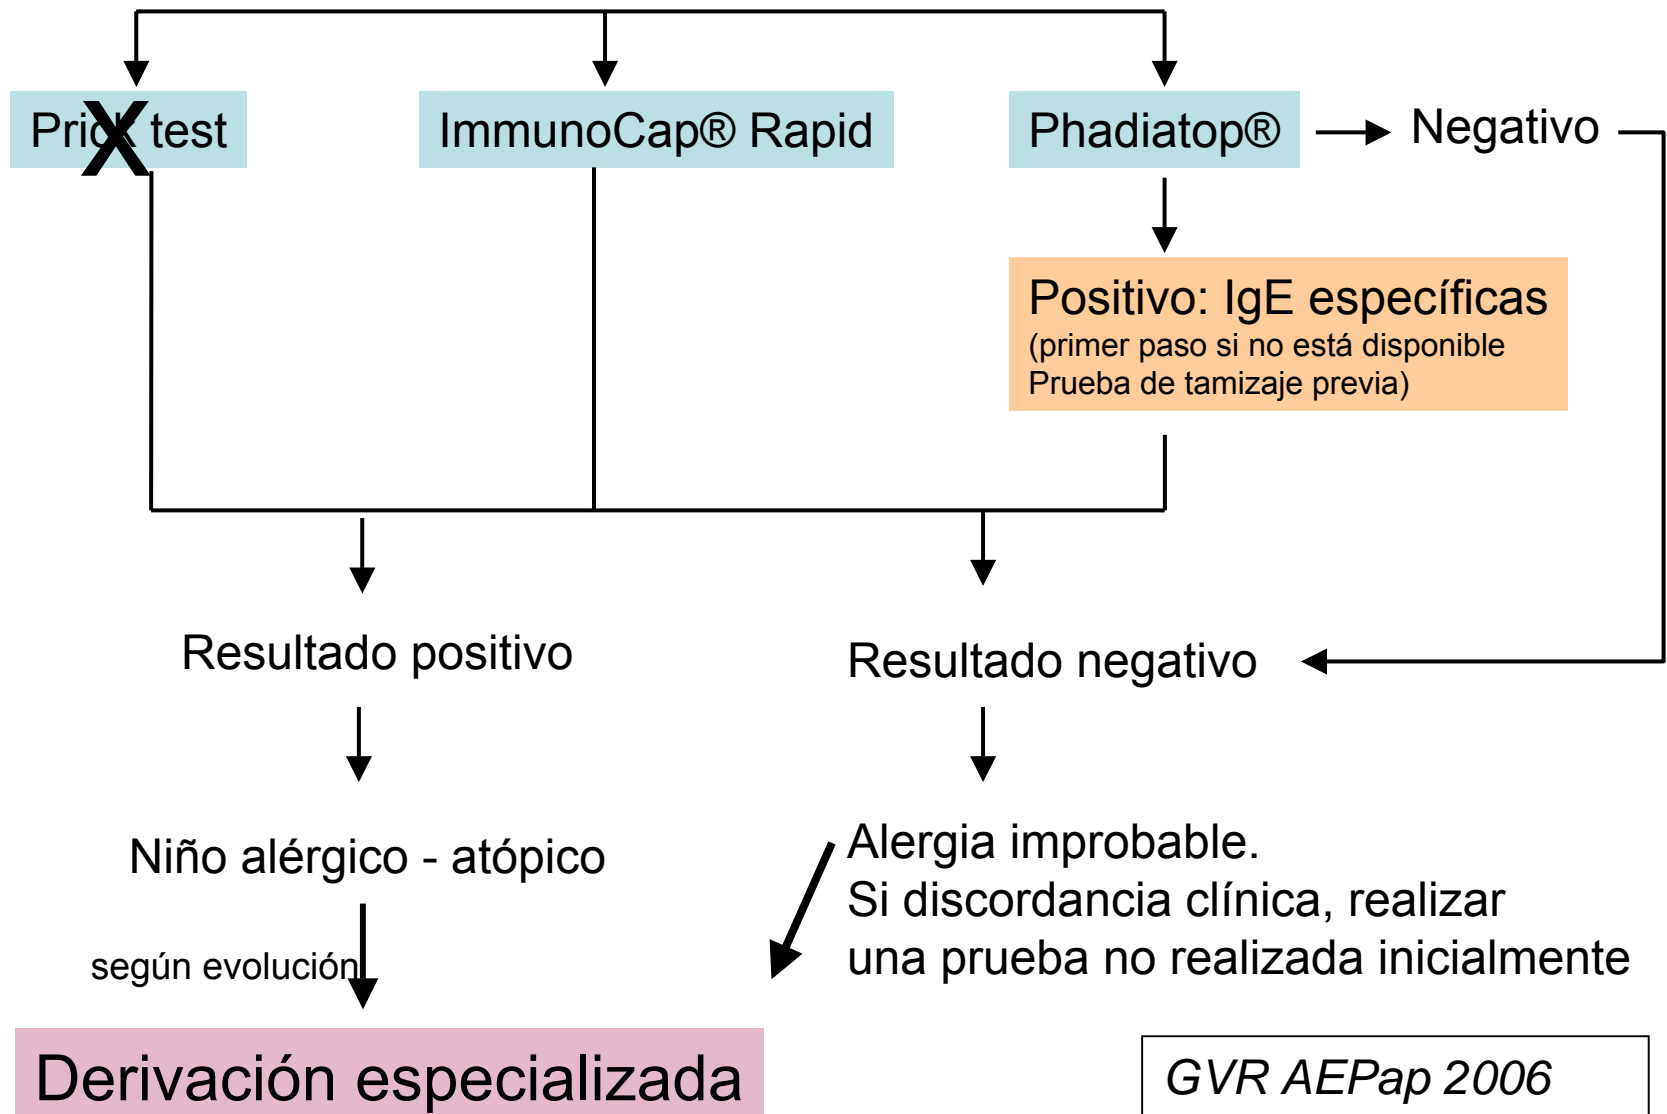 Prick test
X
ImmunoCap® Rapid
Phadiatop®
Negativo
Positivo: IgE específicas
(primer paso si no está disponible
Prueba de tamizaje previa)
Resultado positivo
Resultado negativo
Niño alérgico - atópico
Alergia improbable.
Si discordancia clínica, realizar
una prueba no realizada inicialmente
según evolución
Derivación especializada
GVR AEPap 2006